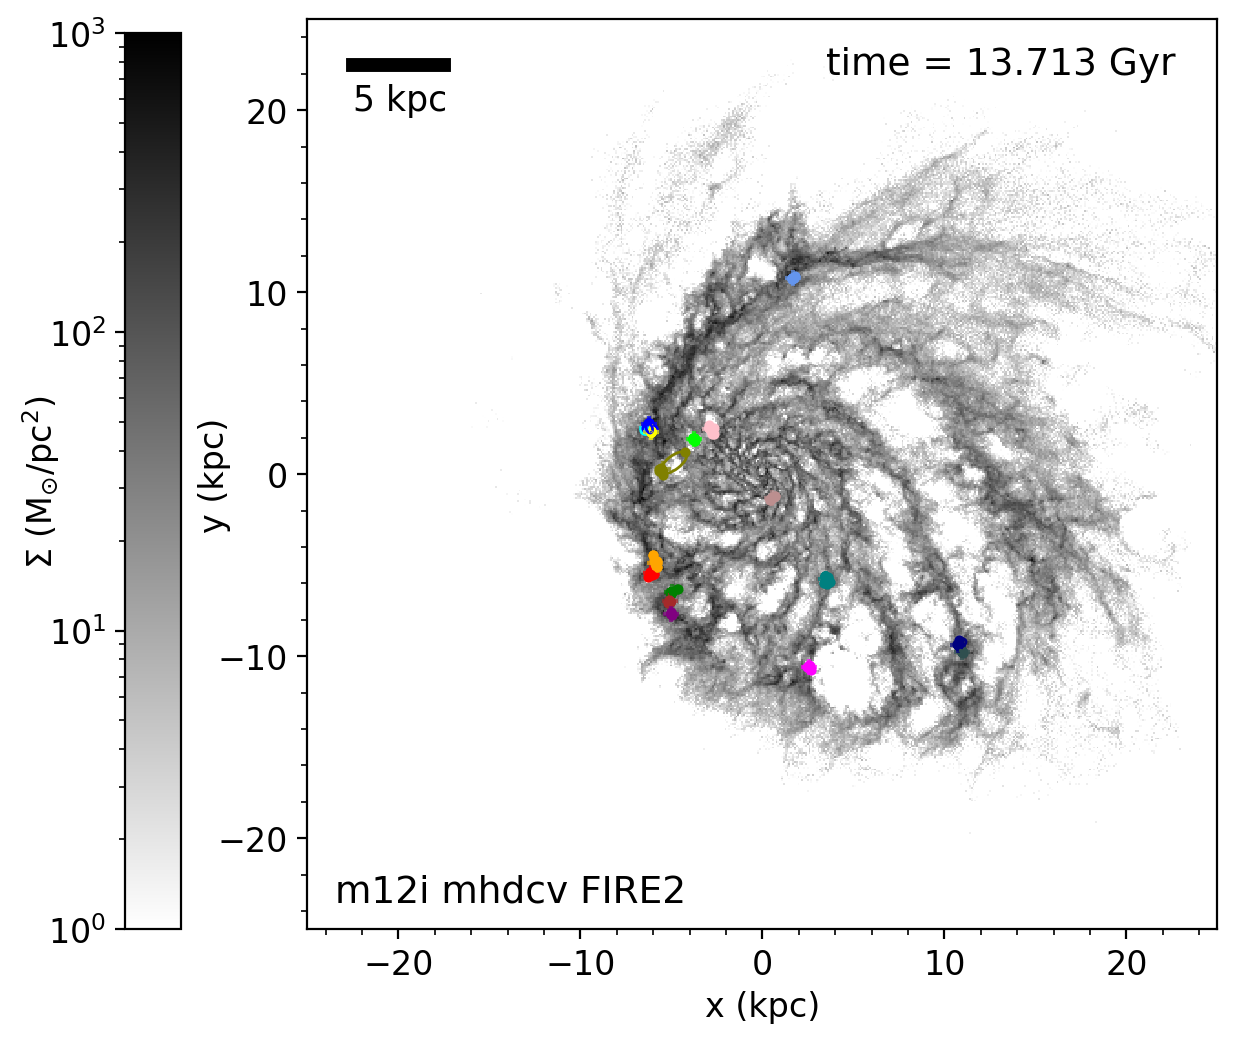 10³
10²
10¹
10⁰
Σ (M☉/pc²)
y (kpc)
20
10
0
−10
−20
5 kpc
time = 13.713 Gyr
m12i mhdcv FIRE2
−20
−10
0
10
20
x (kpc)